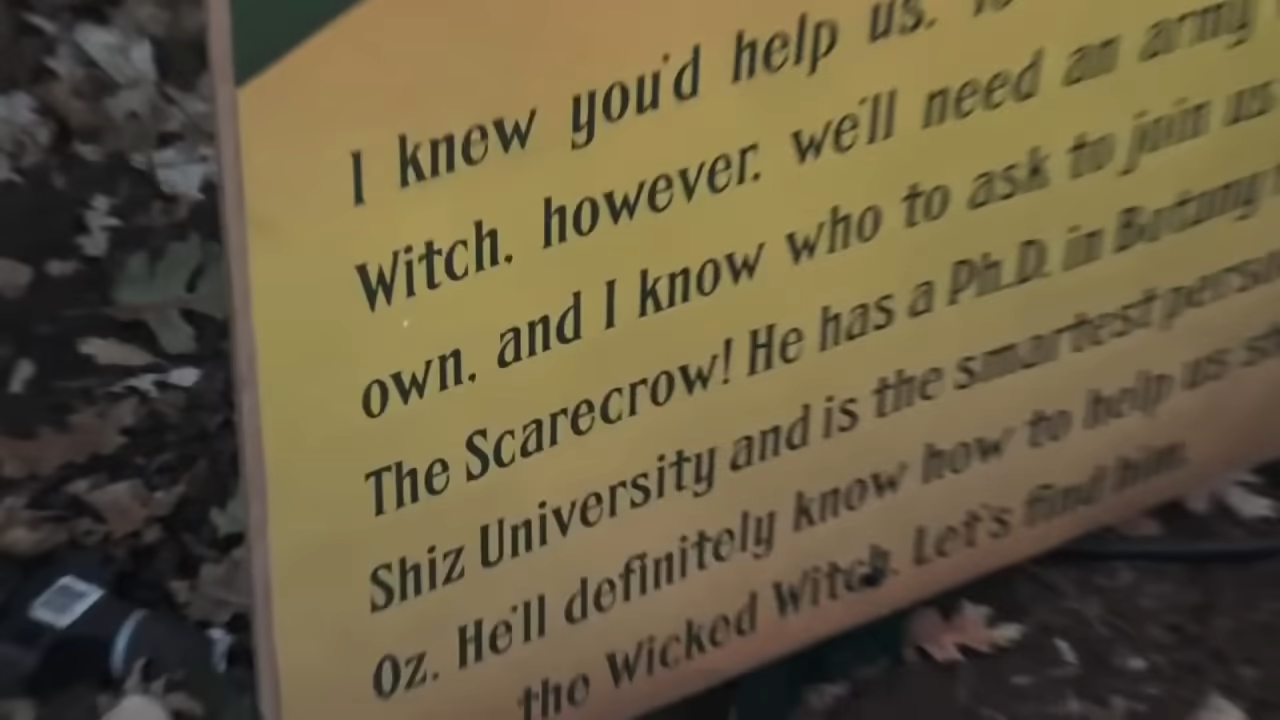 I knew you'd help us.
Witch, however, we'll need an army
own, and I know who to ask to join us
The Scarecrow! He has a Ph.D. in Botany
Shiz University and is the smartest
Oz. He'll definitely know how to help us
the Wicked Witch. Let's find him.